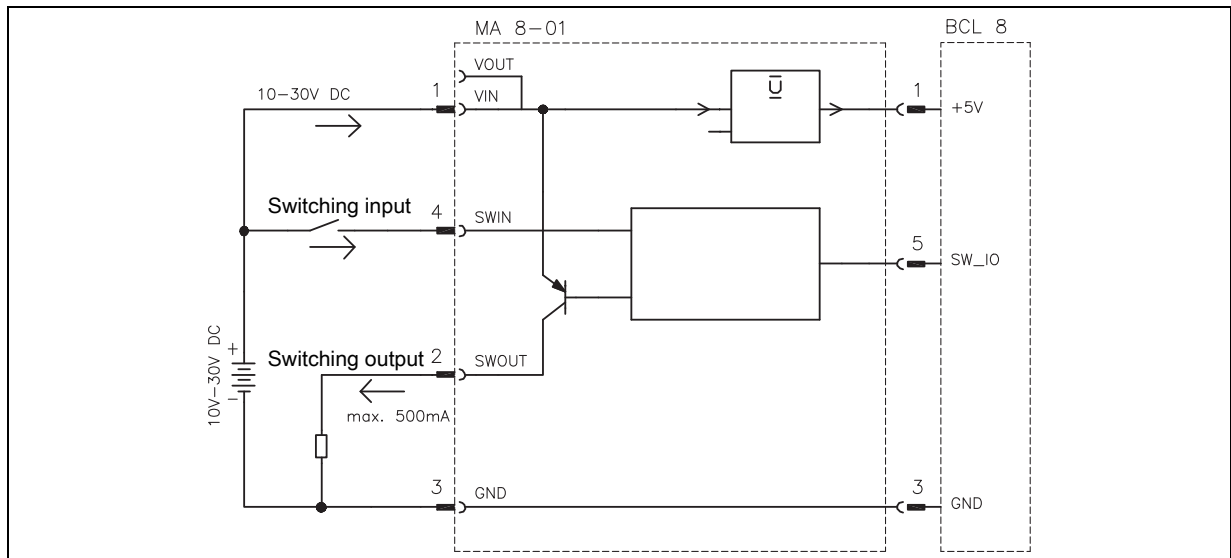 MA 8-01
BCL 8
VOUT
10-30V DC
1
VIN
U
1
+5V
Switching input
4
SWIN
5
SW_IO
10V-30V DC
+
-
Switching output
2
SWOUT
max. 500mA
3
GND
3
GND